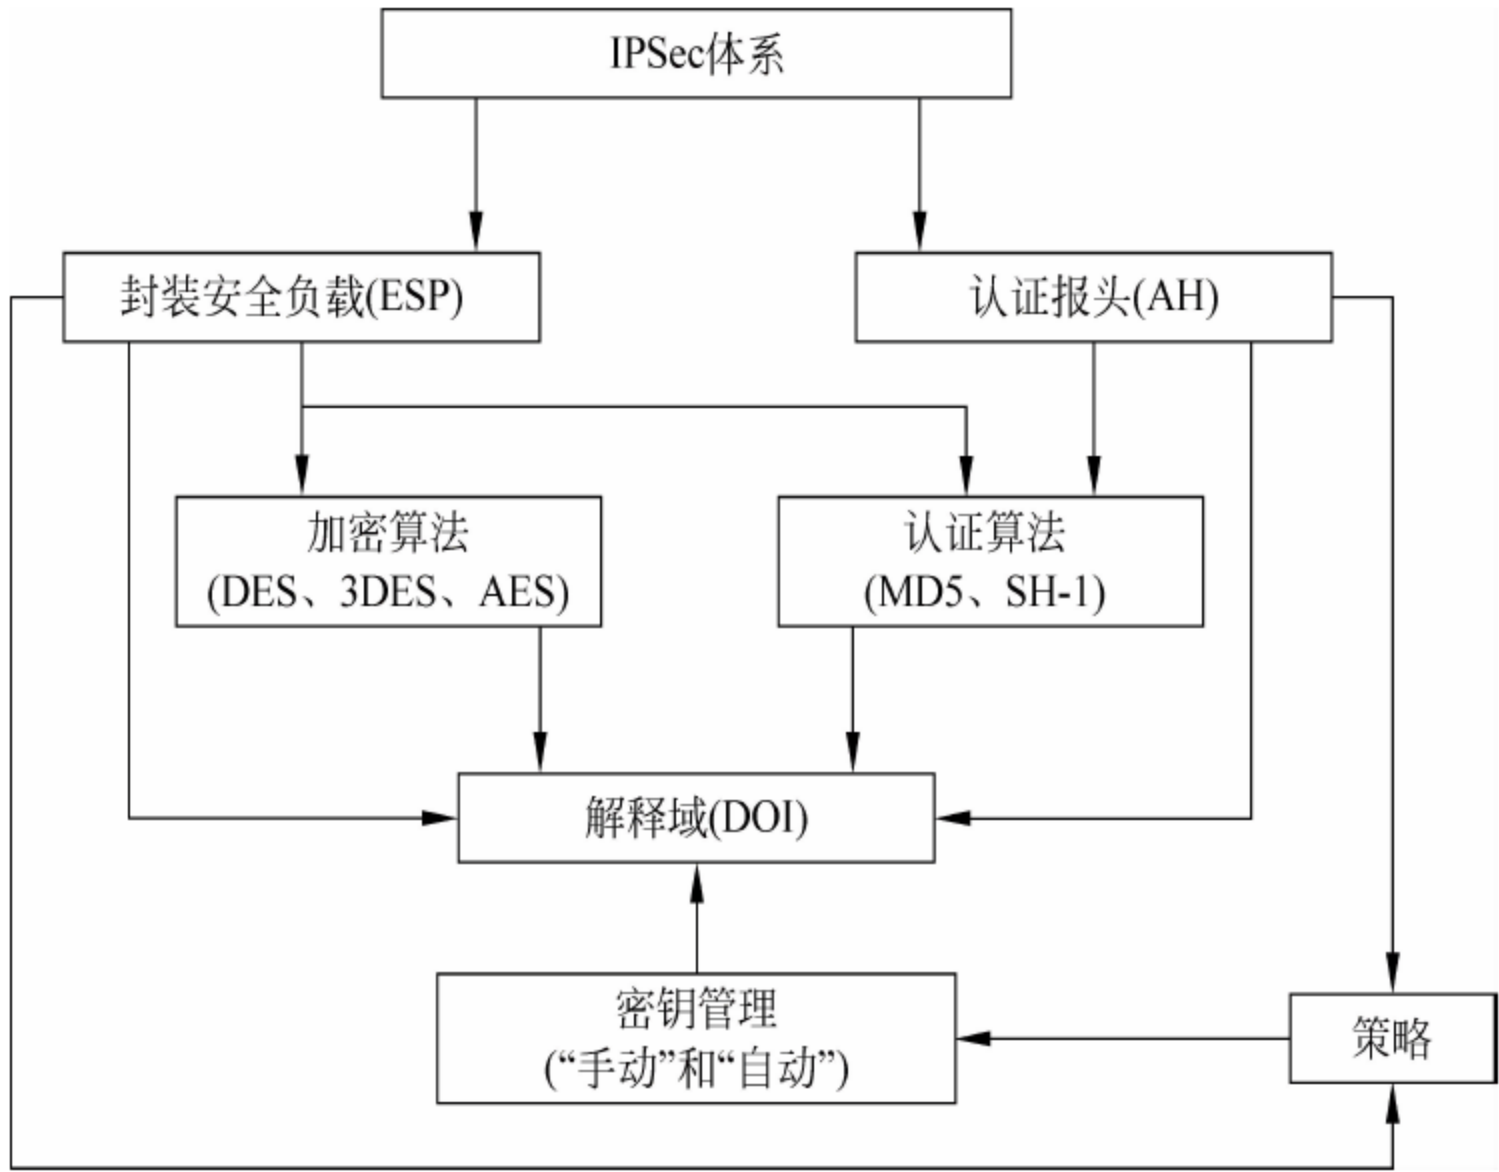 IPSec体系
封装安全负载(ESP)
认证报头(AH)
加密算法
(DES、3DES、AES)
认证算法
(MD5、SH-1)
解释域(DOI)
密钥管理
(“手动”和“自动”)
策略